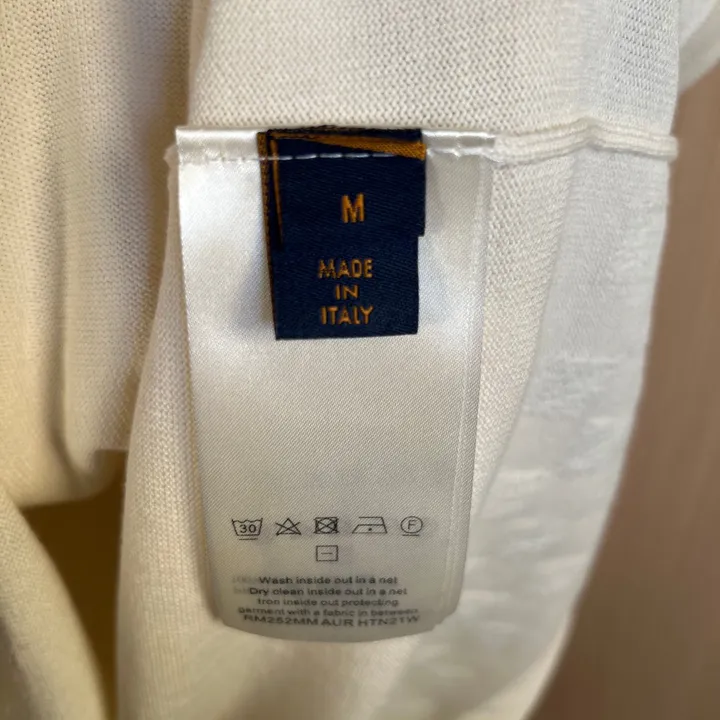 M
MADE
IN
ITALY
30
F
Wash inside out in a net
Dry clean inside out in a net
Iron inside out protecting
garment with a fabric in between
RM252MM AUR HTN21W